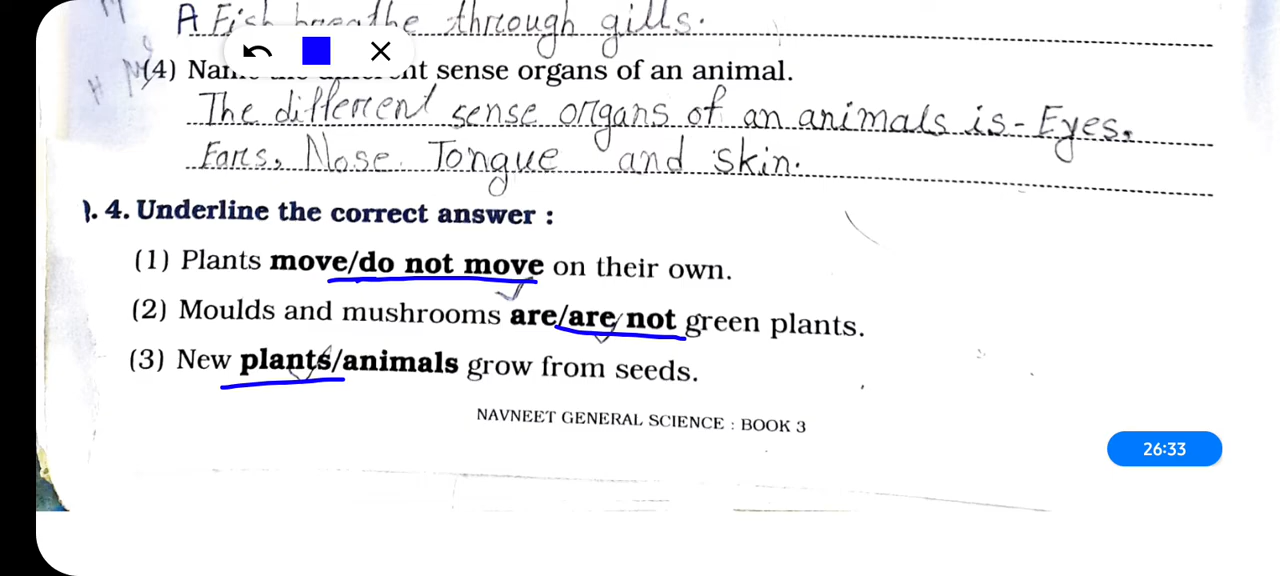 A Fish breathe through gills.
(4) nt sense organs of an animal.
The different sense organs of an animals is - Eyes,
Ears, Nose. Tongue and skin.
). 4. Underline the correct answer :
(1) Plants move/do not move on their own.
(2) Moulds and mushrooms are/are not green plants.
(3) New plants/animals grow from seeds.
NAVNEET GENERAL SCIENCE : BOOK 3
26:33